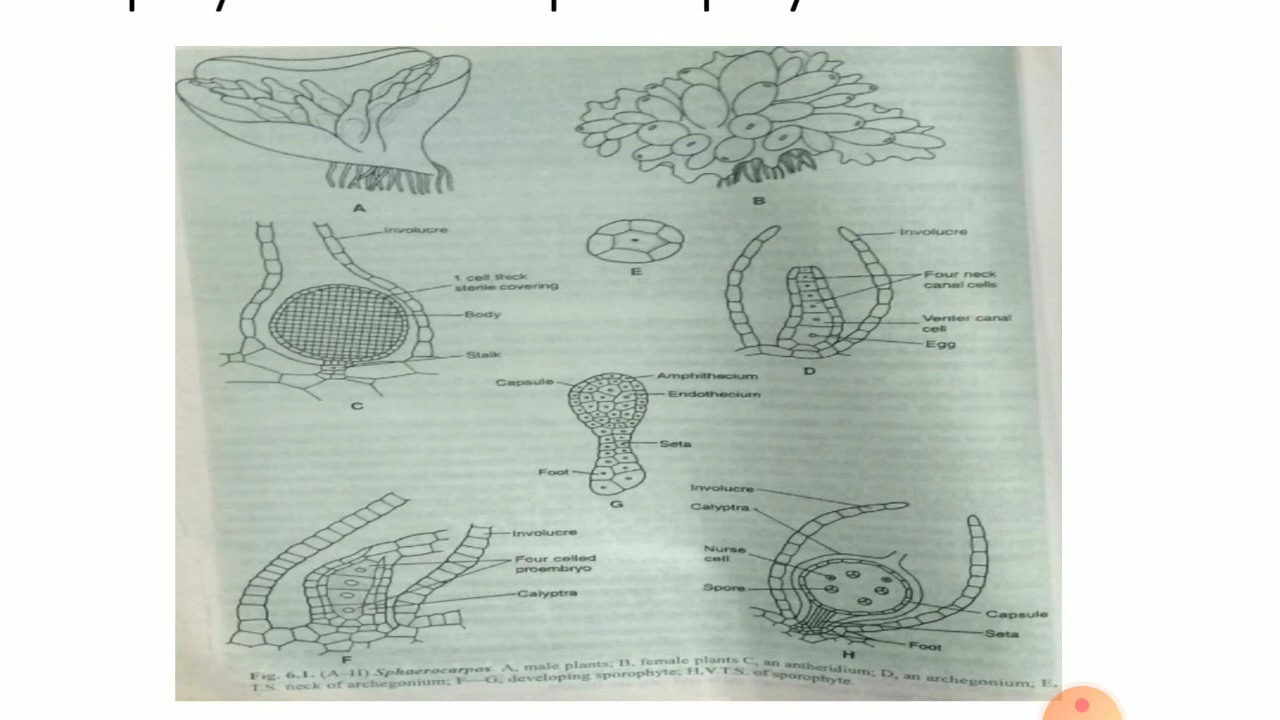 A
B
Involucre
1 cell thick
sterile covering
Body
Stalk
C
E
Involucre
Four neck
canal cells
Venter canal
cell
Egg
D
Capsule
Amphithecium
Endothecium
Seta
Foot
G
Involucre
Four celled
proembryo
Calyptra
F
Involucre
Calyptra
Nurse
cell
Spore
Capsule
Seta
Foot
H
Fig. 6.1. (A–H) Sphaerocarpos A, male plants; B, female plants C, an antheridium; D, an archegonium; E,
T.S. neck of archegonium; F—G, developing sporophyte; H,V.T.S. of sporophyte.